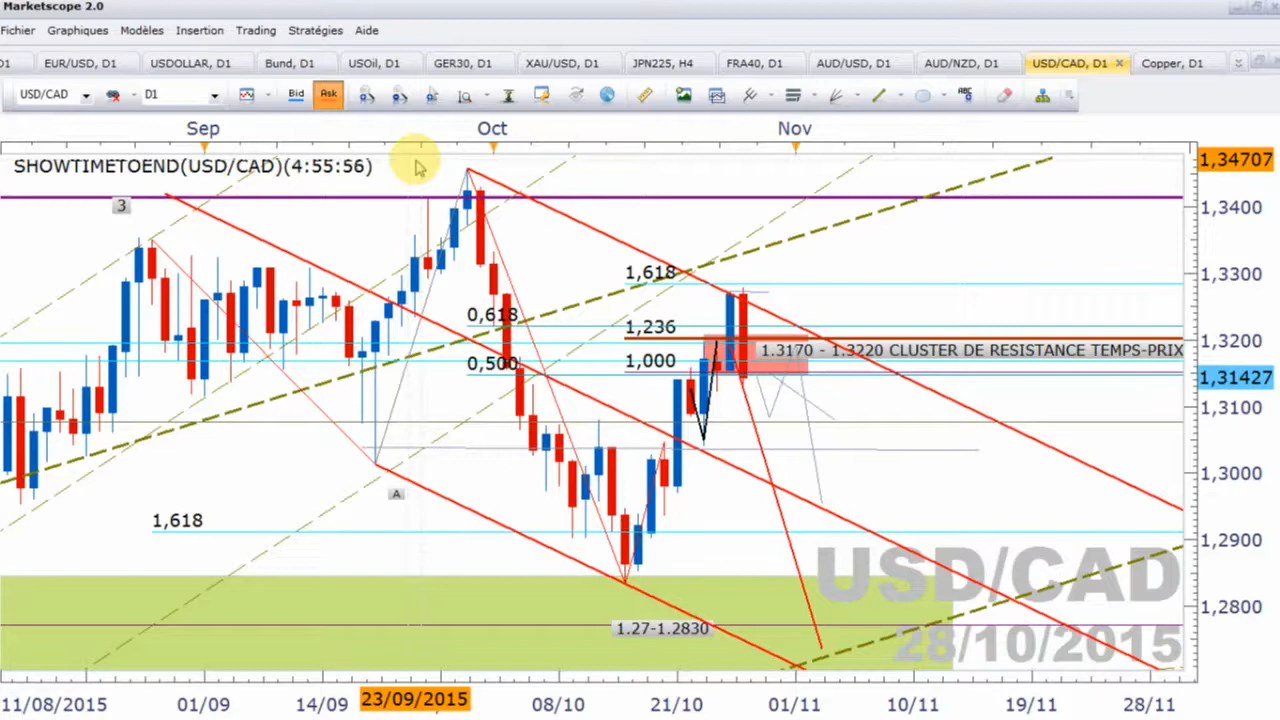 Marketscope 2.0
Fichier Graphiques Modèles Insertion Trading Stratégies Aide
D1 EUR/USD, D1 USDOLLAR, D1 Bund, D1 USOil, D1 GER30, D1 XAU/USD, D1 JPN225, H4 FRA40, D1 AUD/USD, D1 AUD/NZD, D1 USD/CAD, D1 Copper, D1
USD/CAD D1 Bid Ask ABC
Sep Oct Nov
SHOWTIMETOEND(USD/CAD)(4:55:56)
1,34707
3
1,3400
1,618
1,3300
0,618
1,236
1,3200
1.3170 - 1.3220 CLUSTER DE RESISTANCE TEMPS-PRIX
0,500
1,000
1,31427
1,3100
1,3000
A
1,618
1,2900
USD/CAD
1,2800
1.27-1.2830
28/10/2015
11/08/2015 01/09 14/09 23/09/2015 08/10 21/10 01/11 10/11 19/11 28/11